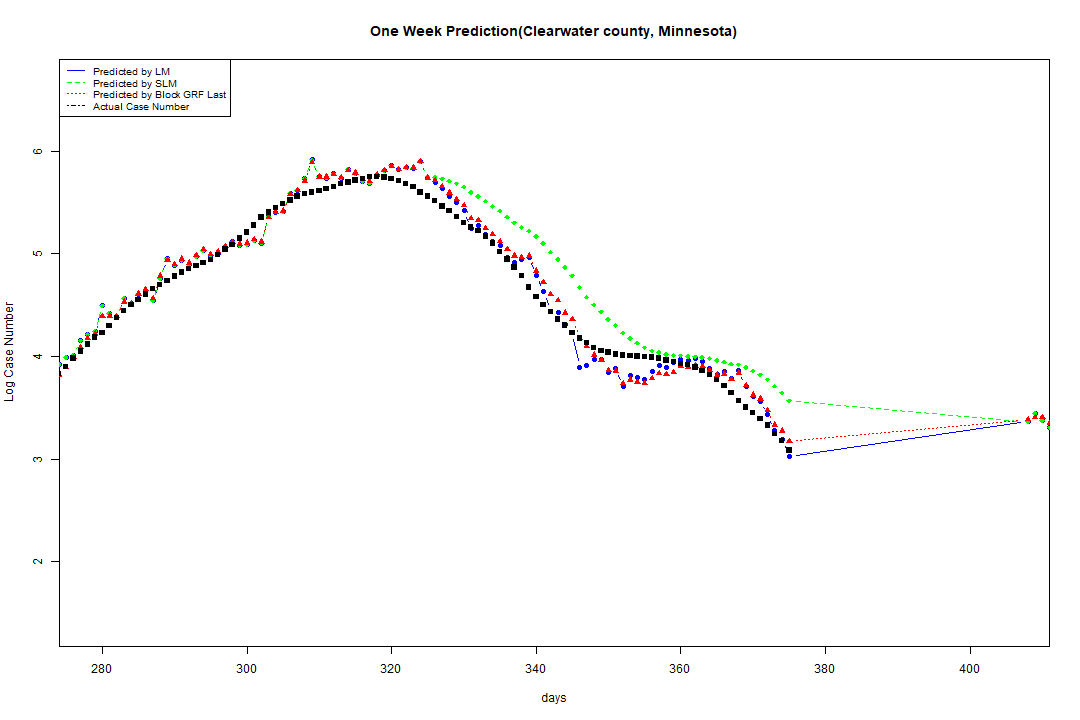 One Week Prediction(Clearwater county, Minnesota)
Predicted by LM
Predicted by SLM
Predicted by Block GRF Last
Actual Case Number
6
5
4
3
2
Log Case Number
280 300 320 340 360 380 400
days